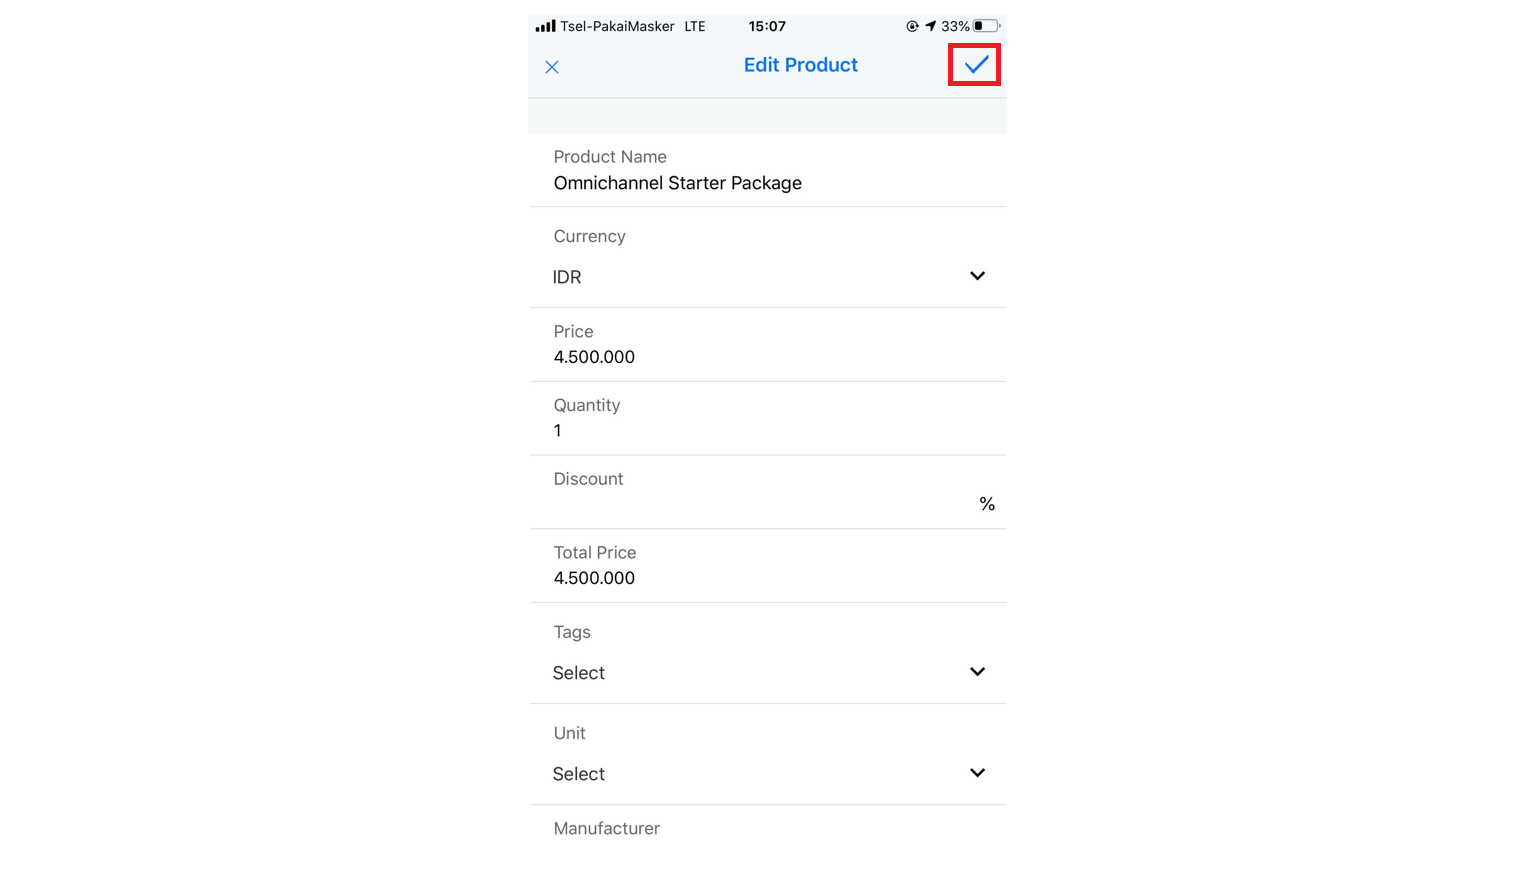 Tsel-PakaiMasker LTE 15:07 33%
Edit Product
Product Name
Omnichannel Starter Package
Currency
IDR
Price
4.500.000
Quantity
1
Discount
%
Total Price
4.500.000
Tags
Select
Unit
Select
Manufacturer